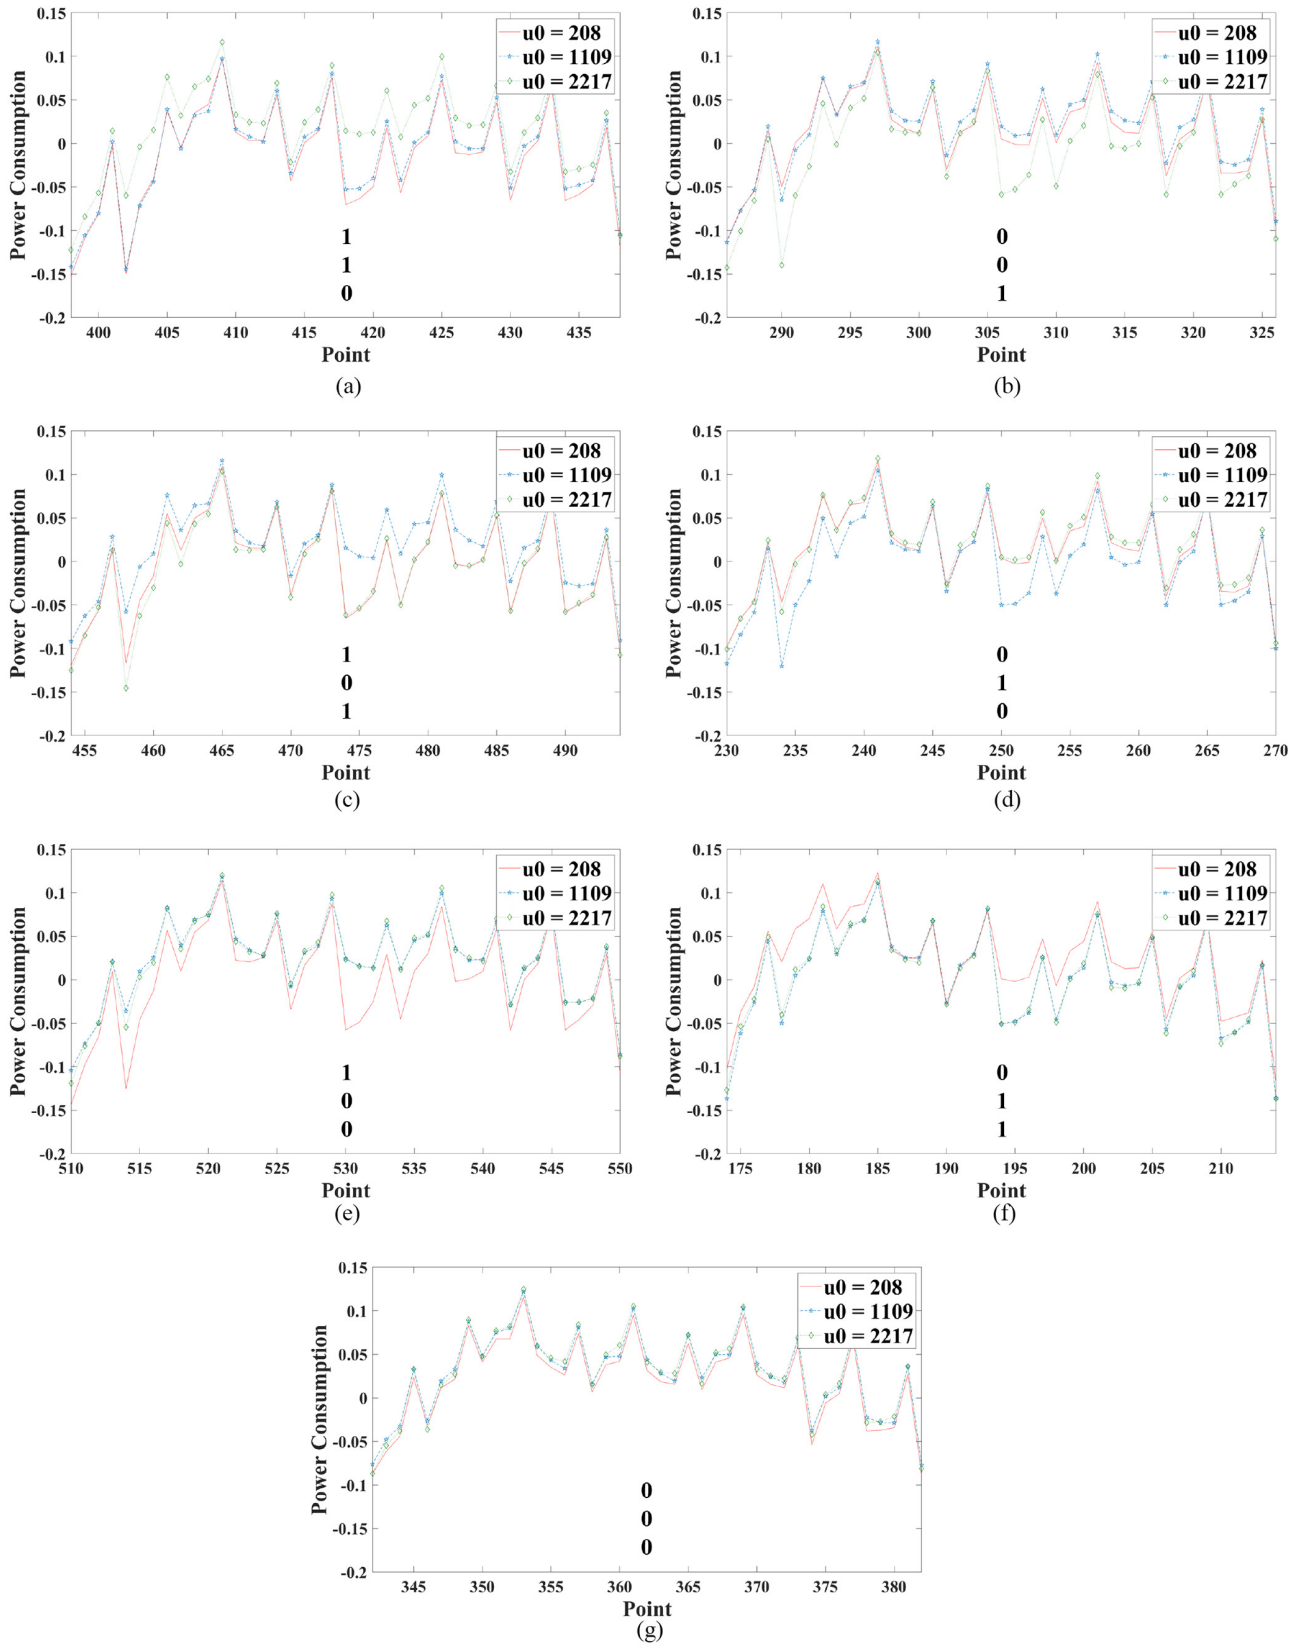 0.15
0.1
0.05
0
-0.05
-0.1
-0.15
-0.2
Power Consumption
u0 = 208
u0 = 1109
u0 = 2217
1
1
0
400 405 410 415 420 425 430 435
Point
(a)
0.15
0.1
0.05
0
-0.05
-0.1
-0.15
-0.2
Power Consumption
u0 = 208
u0 = 1109
u0 = 2217
0
0
1
290 295 300 305 310 315 320 325
Point
(b)
0.15
0.1
0.05
0
-0.05
-0.1
-0.15
-0.2
Power Consumption
u0 = 208
u0 = 1109
u0 = 2217
1
0
1
455 460 465 470 475 480 485 490
Point
(c)
0.15
0.1
0.05
0
-0.05
-0.1
-0.15
-0.2
Power Consumption
u0 = 208
u0 = 1109
u0 = 2217
0
1
0
230 235 240 245 250 255 260 265 270
Point
(d)
0.15
0.1
0.05
0
-0.05
-0.1
-0.15
-0.2
Power Consumption
u0 = 208
u0 = 1109
u0 = 2217
1
0
0
510 515 520 525 530 535 540 545 550
Point
(e)
0.15
0.1
0.05
0
-0.05
-0.1
-0.15
-0.2
Power Consumption
u0 = 208
u0 = 1109
u0 = 2217
0
1
1
175 180 185 190 195 200 205 210
Point
(f)
0.15
0.1
0.05
0
-0.05
-0.1
-0.15
-0.2
Power Consumption
u0 = 208
u0 = 1109
u0 = 2217
0
0
0
345 350 355 360 365 370 375 380
Point
(g)